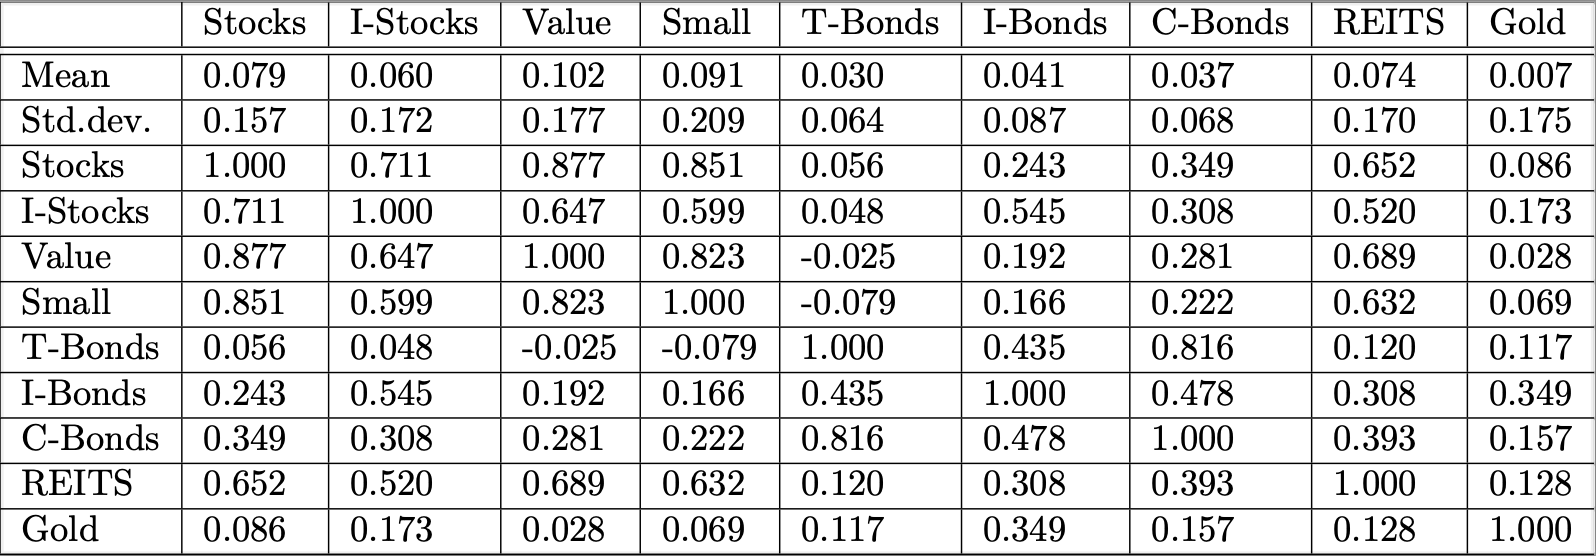 Stocks I-Stocks Value Small T-Bonds I-Bonds C-Bonds REITS Gold
Mean 0.079 0.060 0.102 0.091 0.030 0.041 0.037 0.074 0.007
Std.dev. 0.157 0.172 0.177 0.209 0.064 0.087 0.068 0.170 0.175
Stocks 1.000 0.711 0.877 0.851 0.056 0.243 0.349 0.652 0.086
I-Stocks 0.711 1.000 0.647 0.599 0.048 0.545 0.308 0.520 0.173
Value 0.877 0.647 1.000 0.823 -0.025 0.192 0.281 0.689 0.028
Small 0.851 0.599 0.823 1.000 -0.079 0.166 0.222 0.632 0.069
T-Bonds 0.056 0.048 -0.025 -0.079 1.000 0.435 0.816 0.120 0.117
I-Bonds 0.243 0.545 0.192 0.166 0.435 1.000 0.478 0.308 0.349
C-Bonds 0.349 0.308 0.281 0.222 0.816 0.478 1.000 0.393 0.157
REITS 0.652 0.520 0.689 0.632 0.120 0.308 0.393 1.000 0.128
Gold 0.086 0.173 0.028 0.069 0.117 0.349 0.157 0.128 1.000